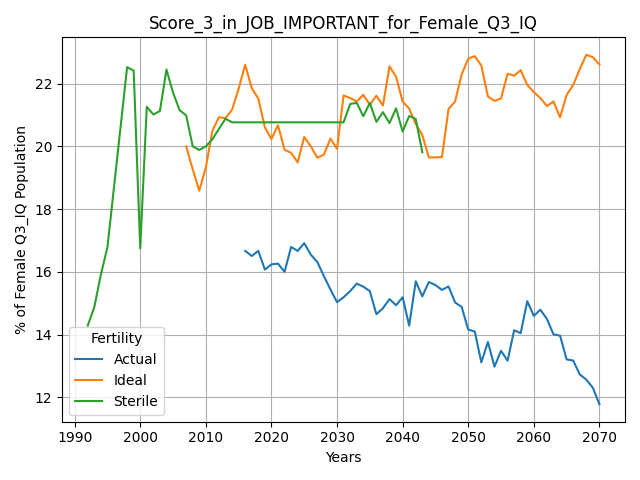 Score_3_in_JOB_IMPORTANT_for_Female_Q3_IQ
% of Female Q3_IQ Population
22
20
18
16
14
12
Fertility
Actual
Ideal
Sterile
1990 2000 2010 2020 2030 2040 2050 2060 2070
Years